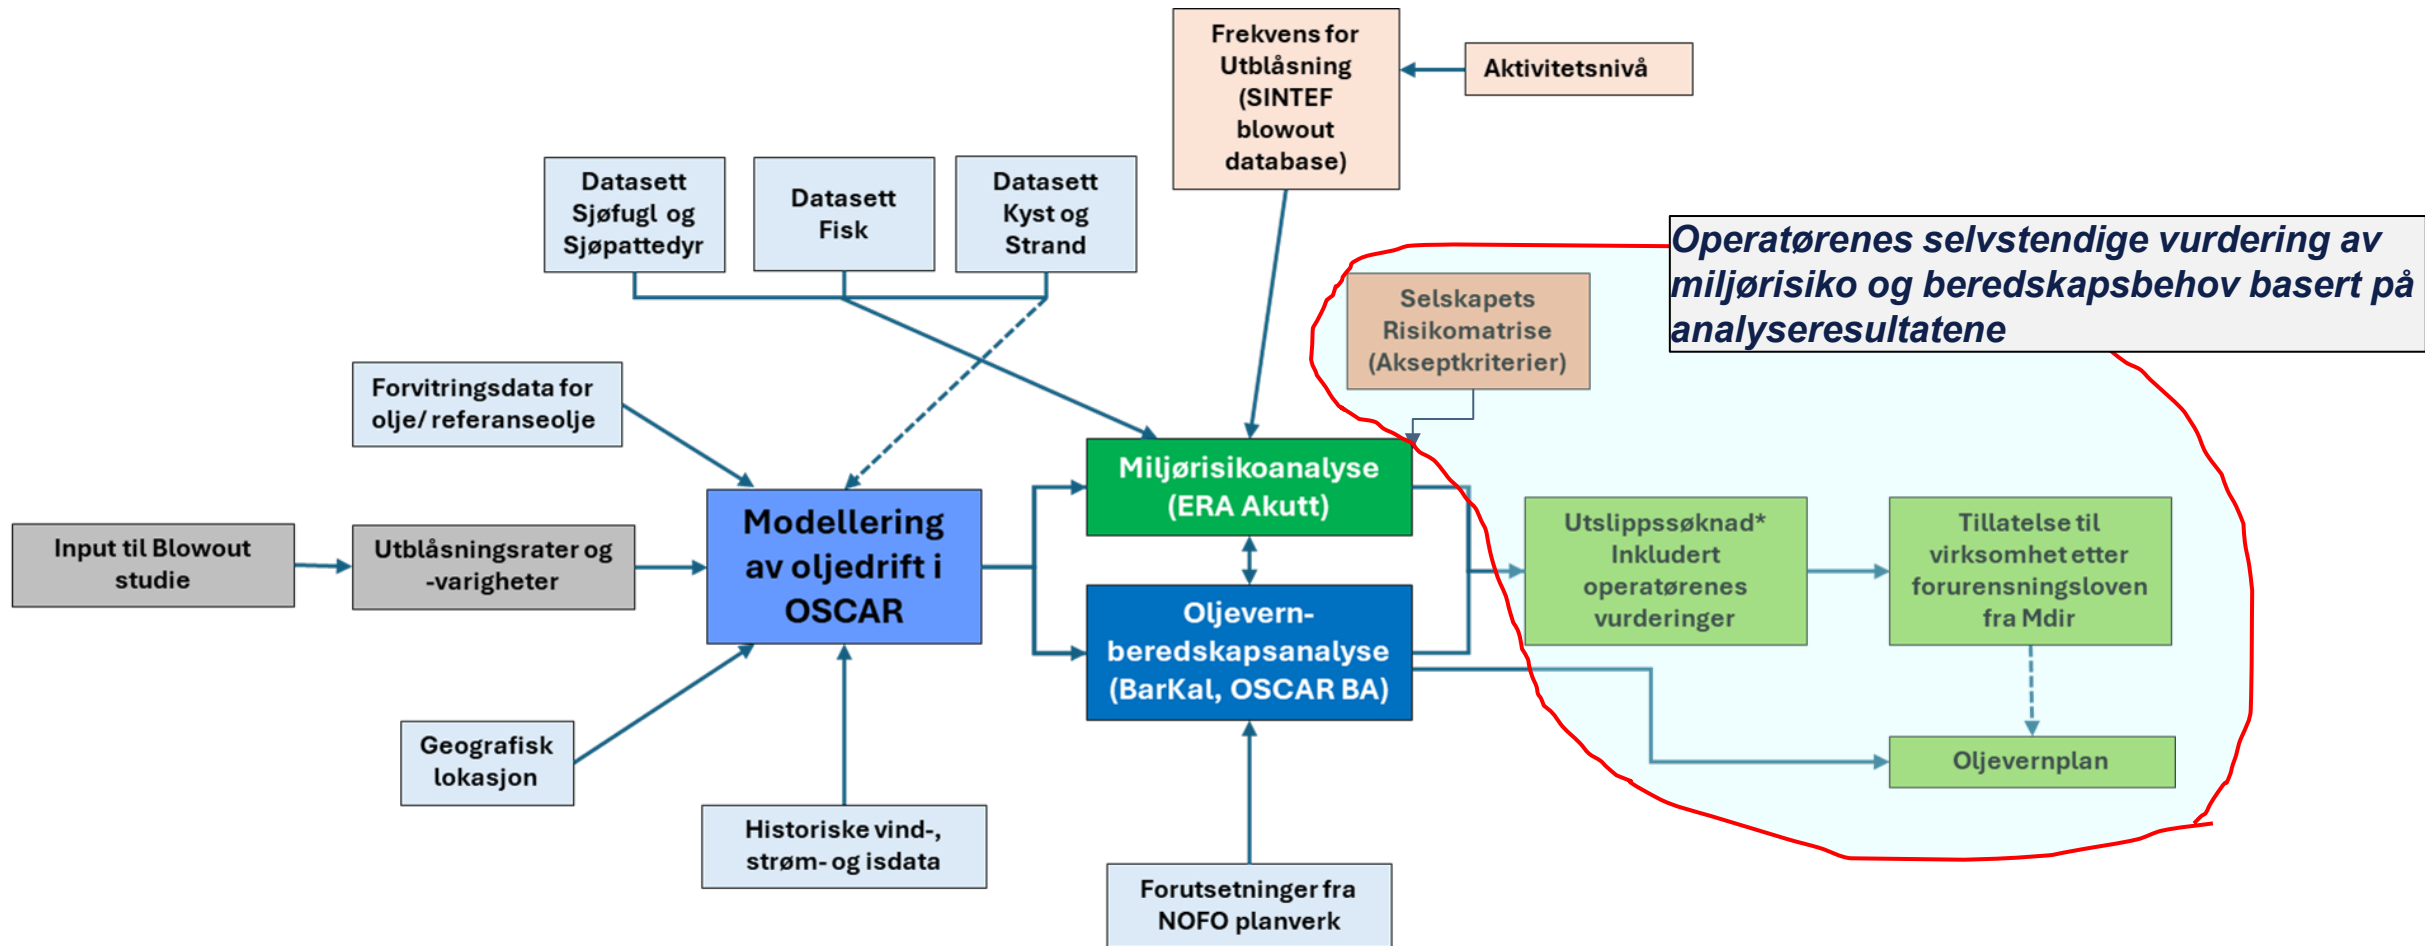 Frekvens for
Utblåsning
(SINTEF
blowout
database)
Aktivitetsnivå
Datasett
Sjøfugl og
Sjøpattedyr
Datasett
Fisk
Datasett
Kyst og
Strand
Operatørenes selvstendige vurdering av
miljørisiko og beredskapsbehov basert på
analyseresultatene
Selskapets
Risikomatrise
(Akseptkriterier)
Forvitringsdata for
olje/ referanseolje
Miljørisikoanalyse
(ERA Akutt)
Input til Blowout
studie
Utblåsningsrater og
-varigheter
Modellering
av oljedrift i
OSCAR
Utslippssøknad*
Inkludert
operatørenes
vurderinger
Tillatelse til
virksomhet etter
forurensningsloven
fra Mdir
Oljevern-
beredskapsanalyse
(BarKal, OSCAR BA)
Geografisk
lokasjon
Oljevernplan
Historiske vind-,
strøm- og isdata
Forutsetninger fra
NOFO planverk